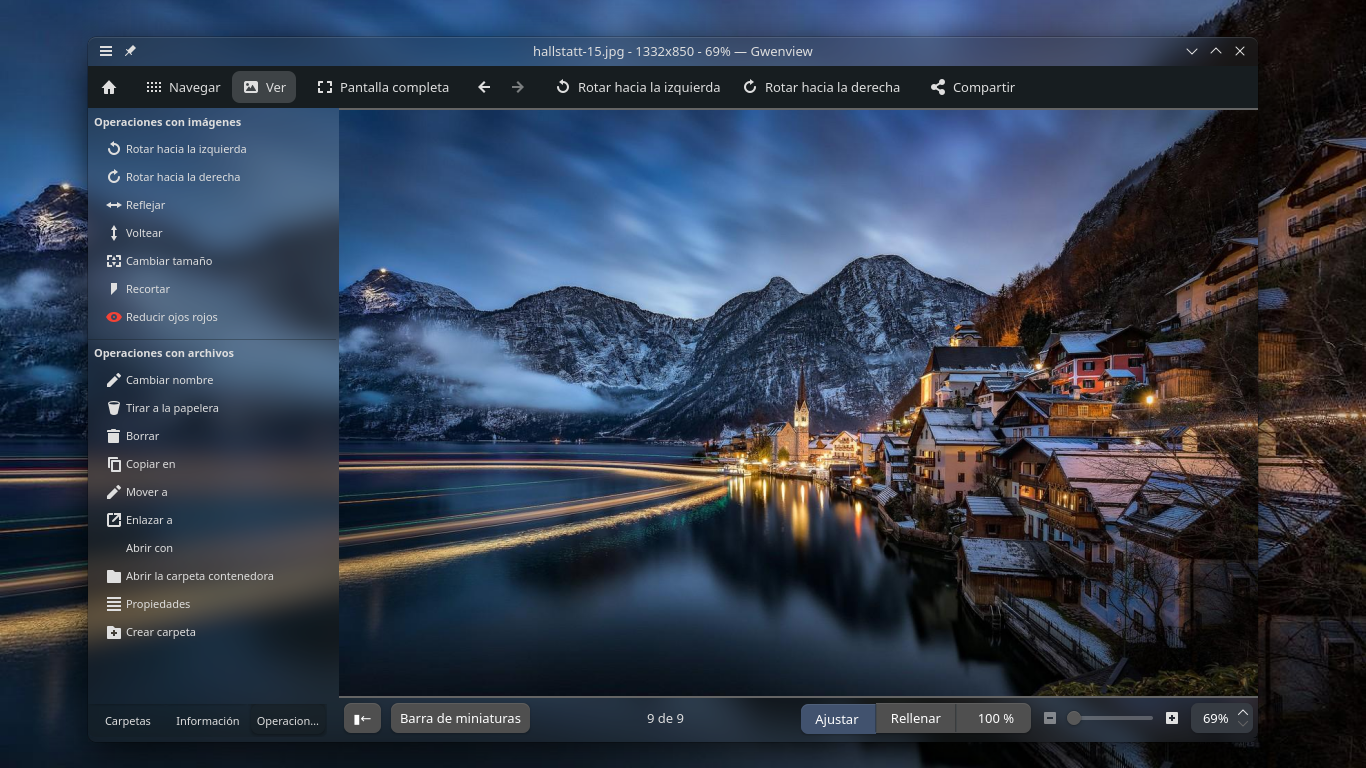 hallstatt-15.jpg - 1332x850 - 69% — Gwenview
Navegar
Ver
Pantalla completa
Rotar hacia la izquierda
Rotar hacia la derecha
Compartir
Operaciones con imágenes
Rotar hacia la izquierda
Rotar hacia la derecha
Reflejar
Voltear
Cambiar tamaño
Recortar
Reducir ojos rojos
Operaciones con archivos
Cambiar nombre
Tirar a la papelera
Borrar
Copiar en
Mover a
Enlazar a
Abrir con
Abrir la carpeta contenedora
Propiedades
Crear carpeta
Carpetas
Información
Operacion...
Barra de miniaturas
9 de 9
Ajustar
Rellenar
100 %
69%